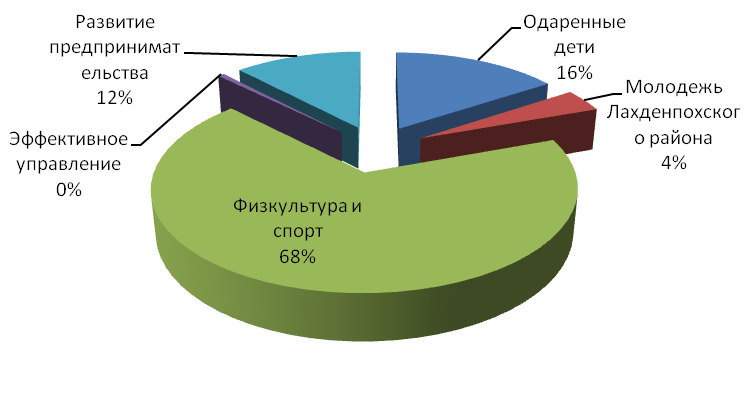 Развитие
предпринимат
ельства
12%
Одаренные
дети
16%
Молодежь
Лахденпохског
о района
4%
Эффективное
управление
0%
Физкультура и
спорт
68%